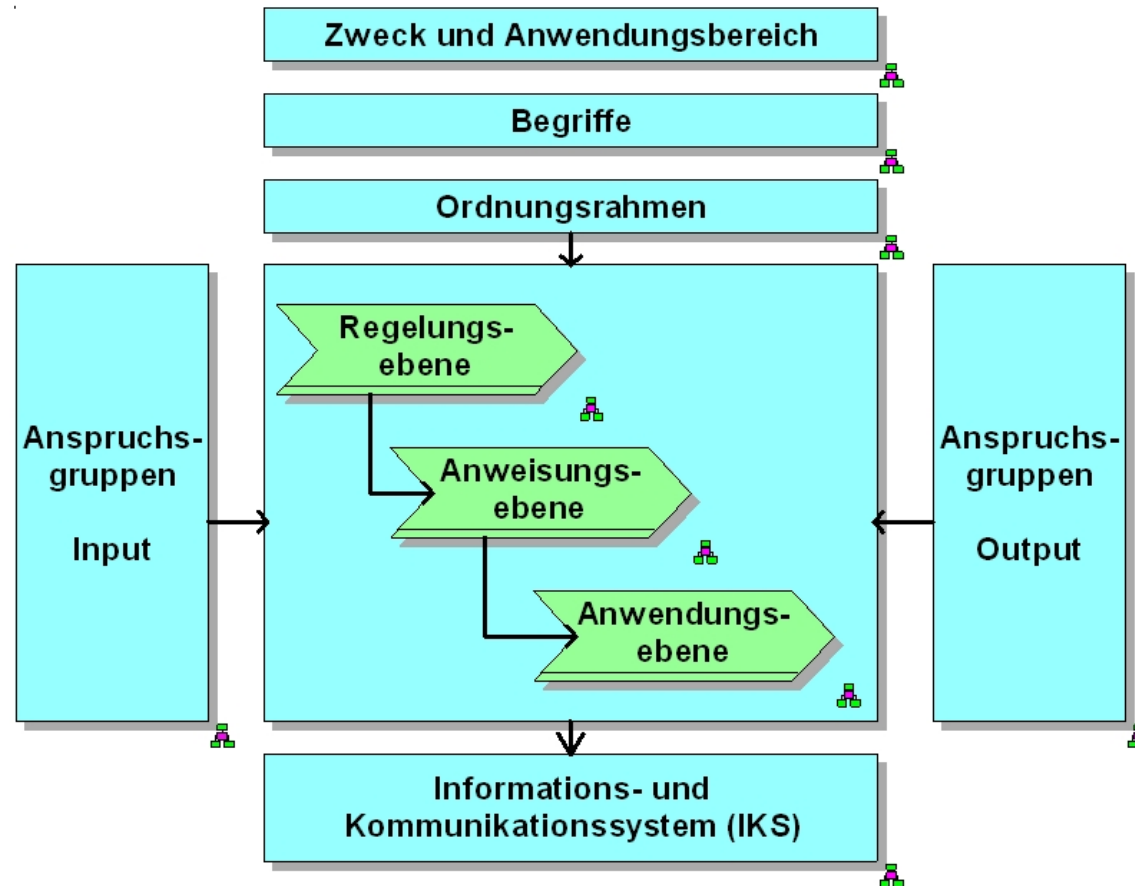 Zweck und Anwendungsbereich
Begriffe
Ordnungsrahmen
Anspruchs-
gruppen
Input
Regelungs-
ebene
Anweisungs-
ebene
Anwendungs-
ebene
Anspruchs-
gruppen
Output
Informations- und
Kommunikationssystem (IKS)